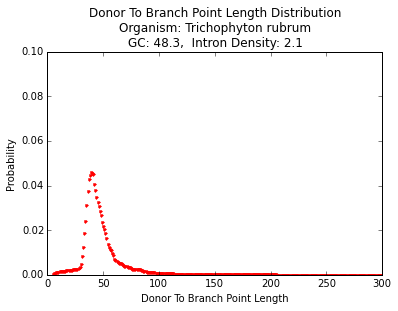 Donor To Branch Point Length Distribution
Organism: Trichophyton rubrum
GC: 48.3,  Intron Density: 2.1
0.10
0.08
0.06
0.04
0.02
0.00
Probability
0 50 100 150 200 250 300
Donor To Branch Point Length